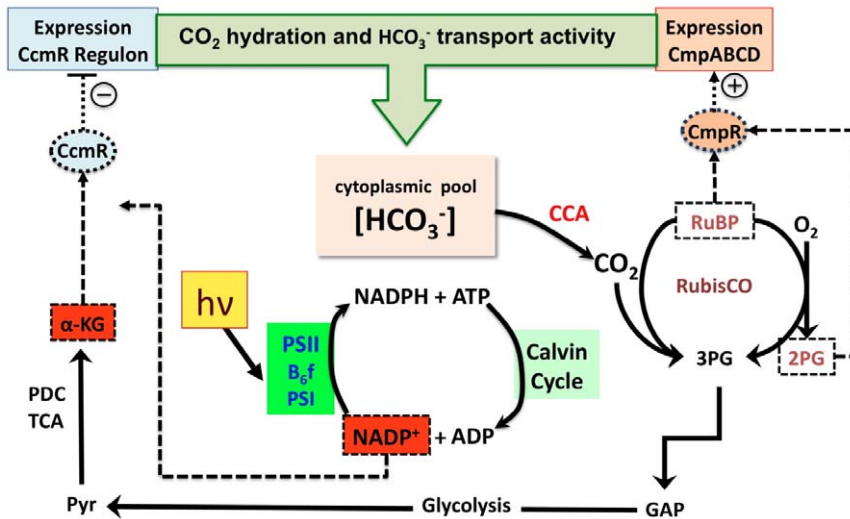 Expression
CcmR Regulon
CO₂ hydration and HCO₃⁻ transport activity
Expression
CmpABCD
−
+
CcmR
CmpR
cytoplasmic pool
[HCO₃⁻]
CCA
RuBP
O₂
CO₂
RubisCO
hν
NADPH + ATP
α-KG
PSII
B₆f
PSI
Calvin
Cycle
3PG
2PG
PDC
TCA
NADP⁺ + ADP
Pyr
Glycolysis
GAP